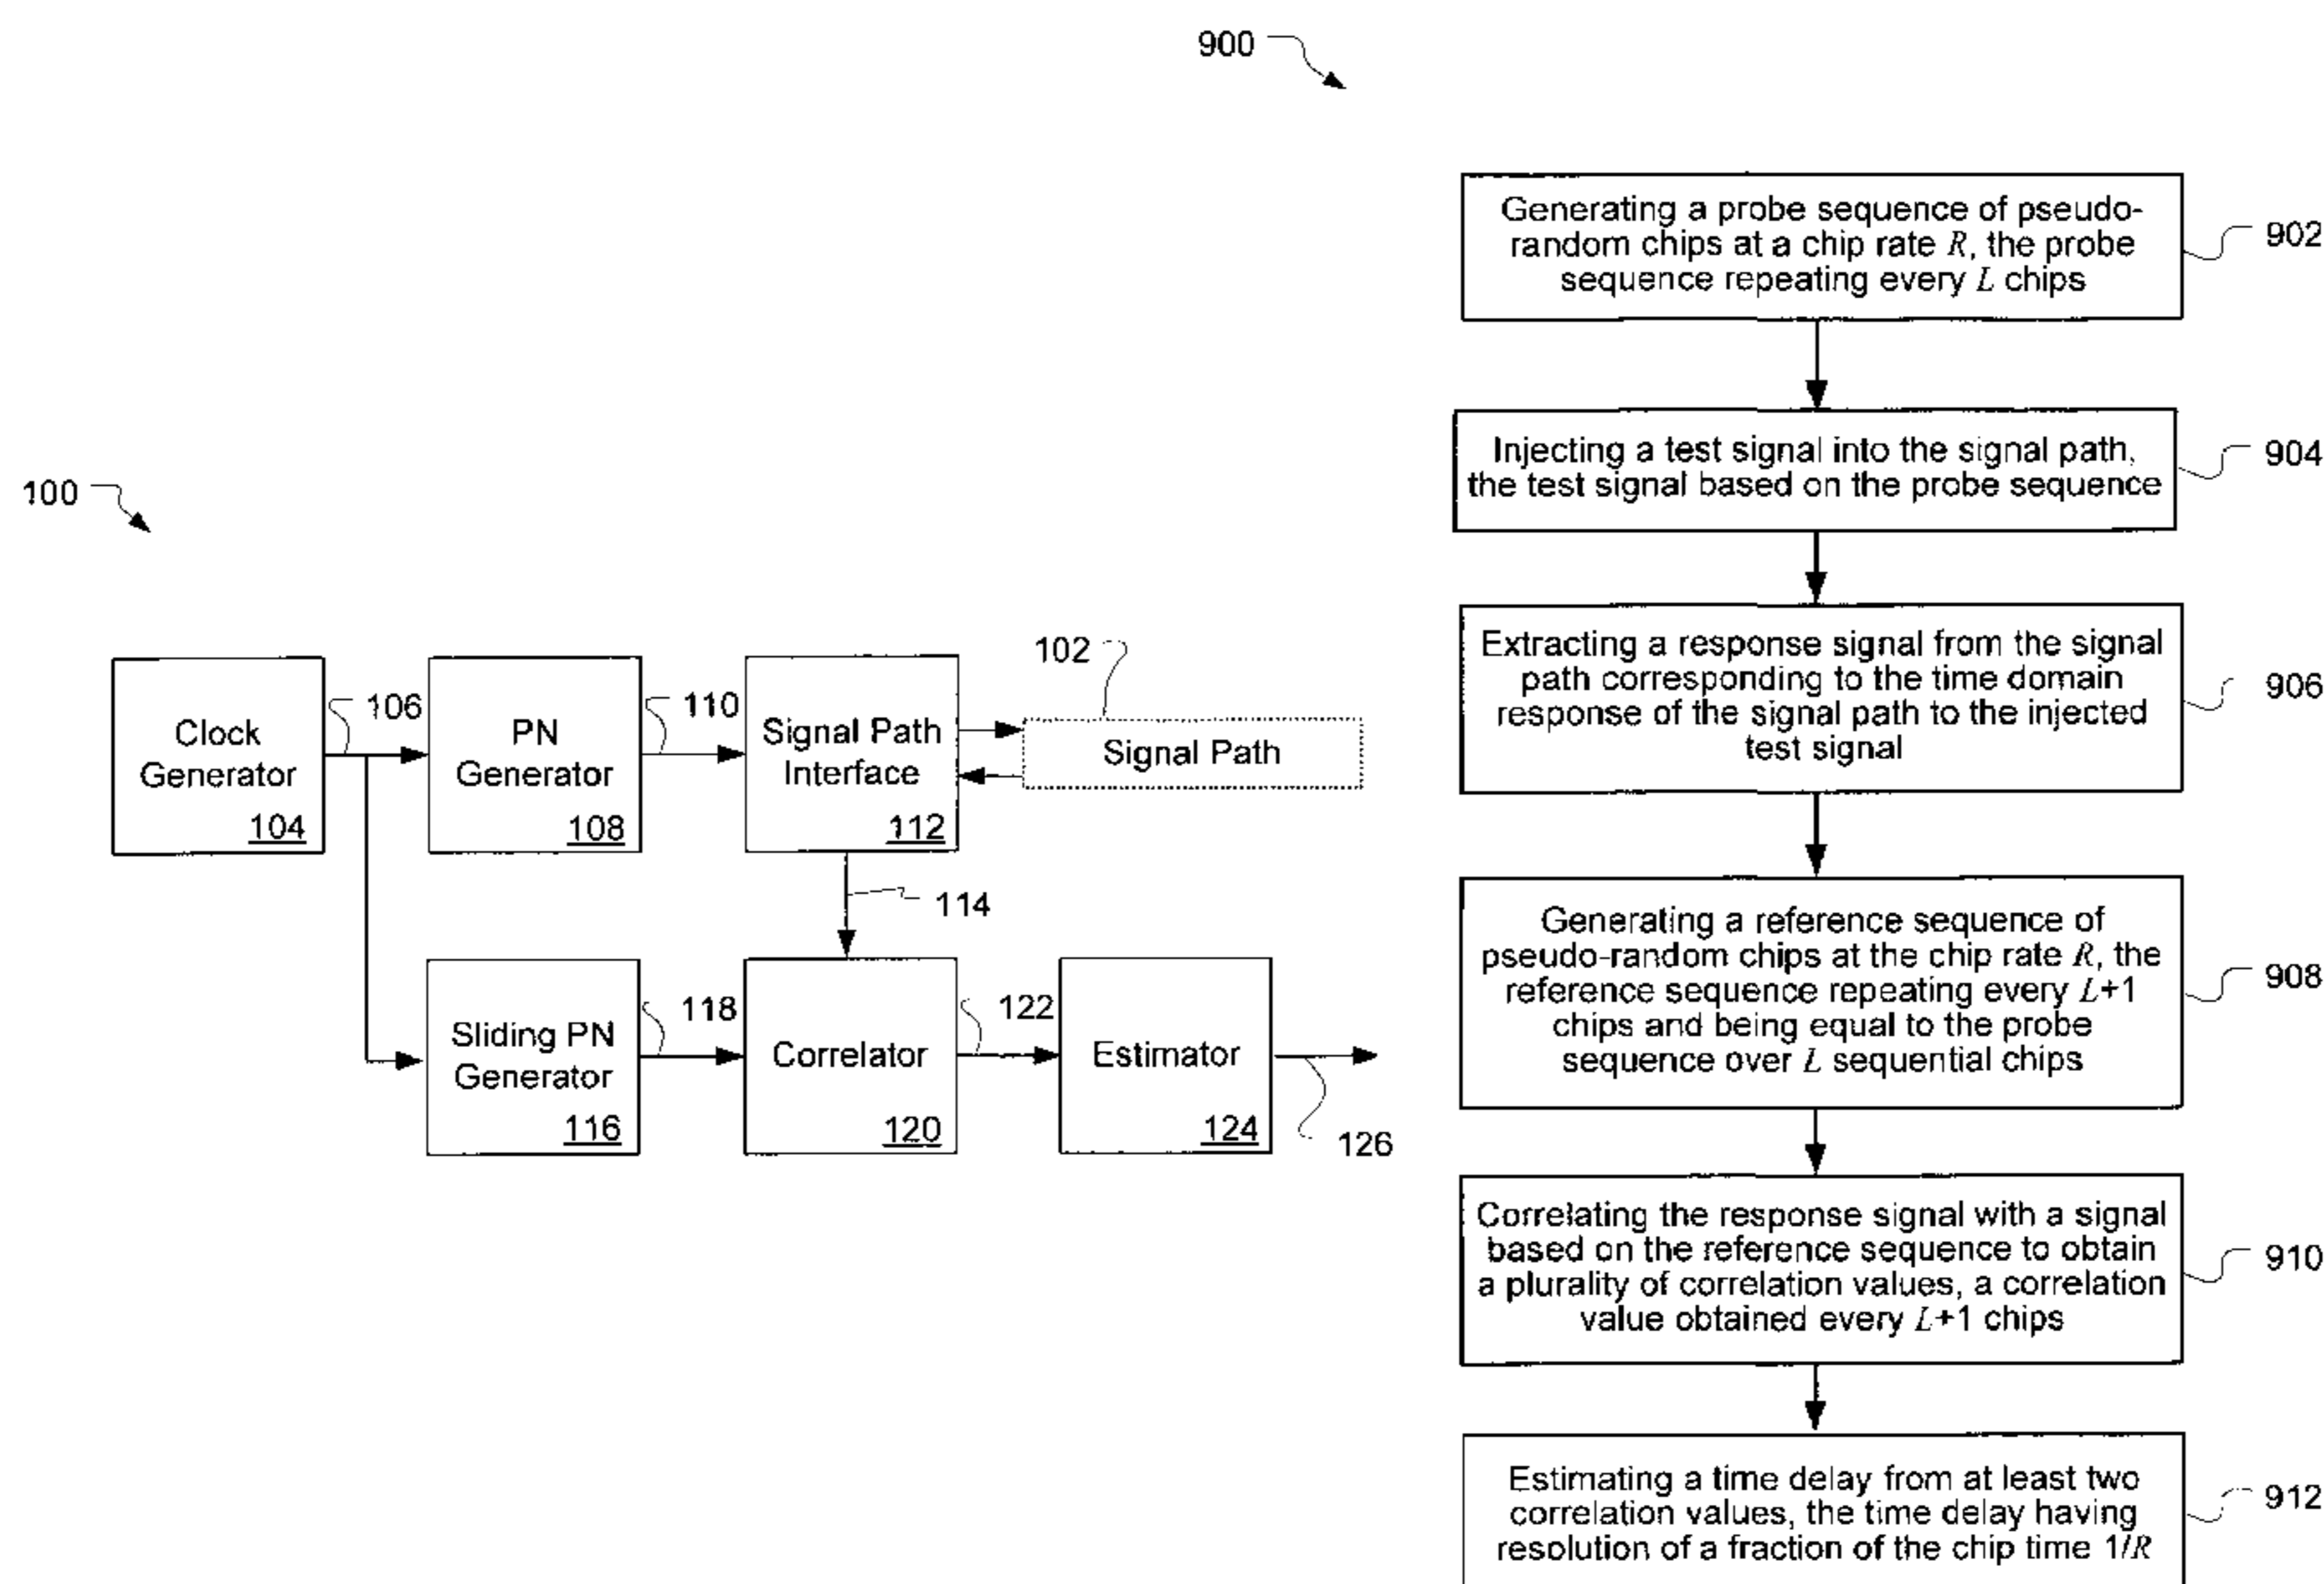 900
Generating a probe sequence of pseudo-
random chips at a chip rate R, the probe
sequence repeating every L chips
902
Injecting a test signal into the signal path,
the test signal based on the probe sequence
904
Extracting a response signal from the signal
path corresponding to the time domain
response of the signal path to the injected
test signal
906
Generating a reference sequence of
pseudo-random chips at the chip rate R, the
reference sequence repeating every L+1
chips and being equal to the probe
sequence over L sequential chips
908
Correlating the response signal with a signal
based on the reference sequence to obtain
a plurality of correlation values, a correlation
value obtained every L+1 chips
910
Estimating a time delay from at least two
correlation values, the time delay having
resolution of a fraction of the chip time 1/R
912
100
Clock
Generator
104
106
PN
Generator
108
110
Signal Path
Interface
112
102
Signal Path
114
Sliding PN
Generator
116
118
Correlator
120
122
Estimator
124
126